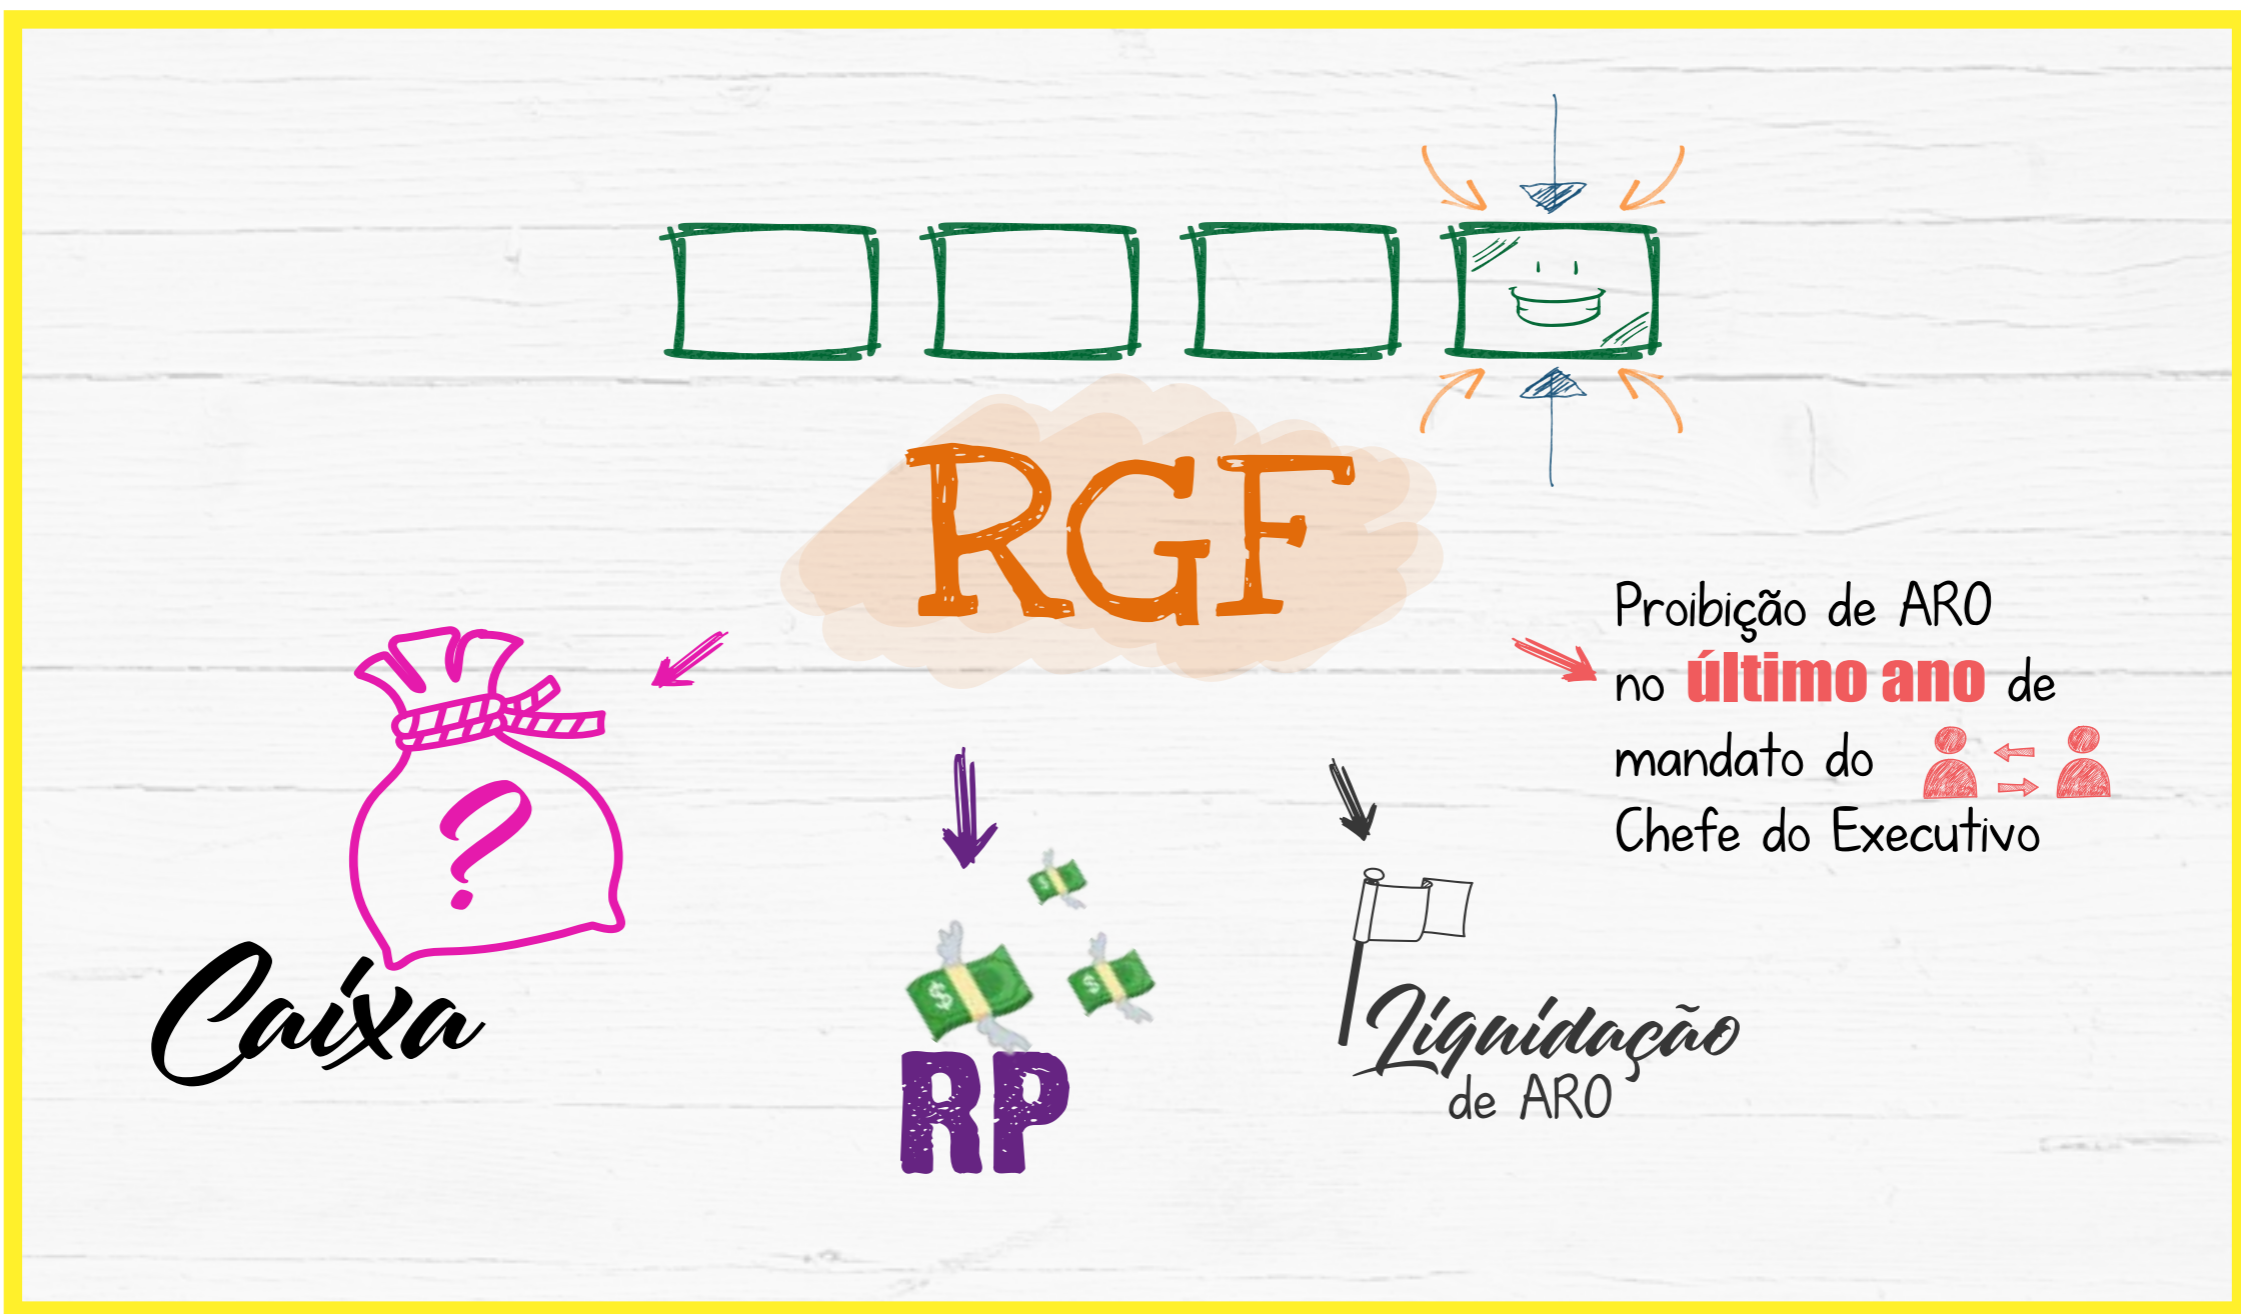 RGF
Proibição de ARO
no último ano de
mandato do
Chefe do Executivo
?
Caixa
RP
Liquidação
de ARO